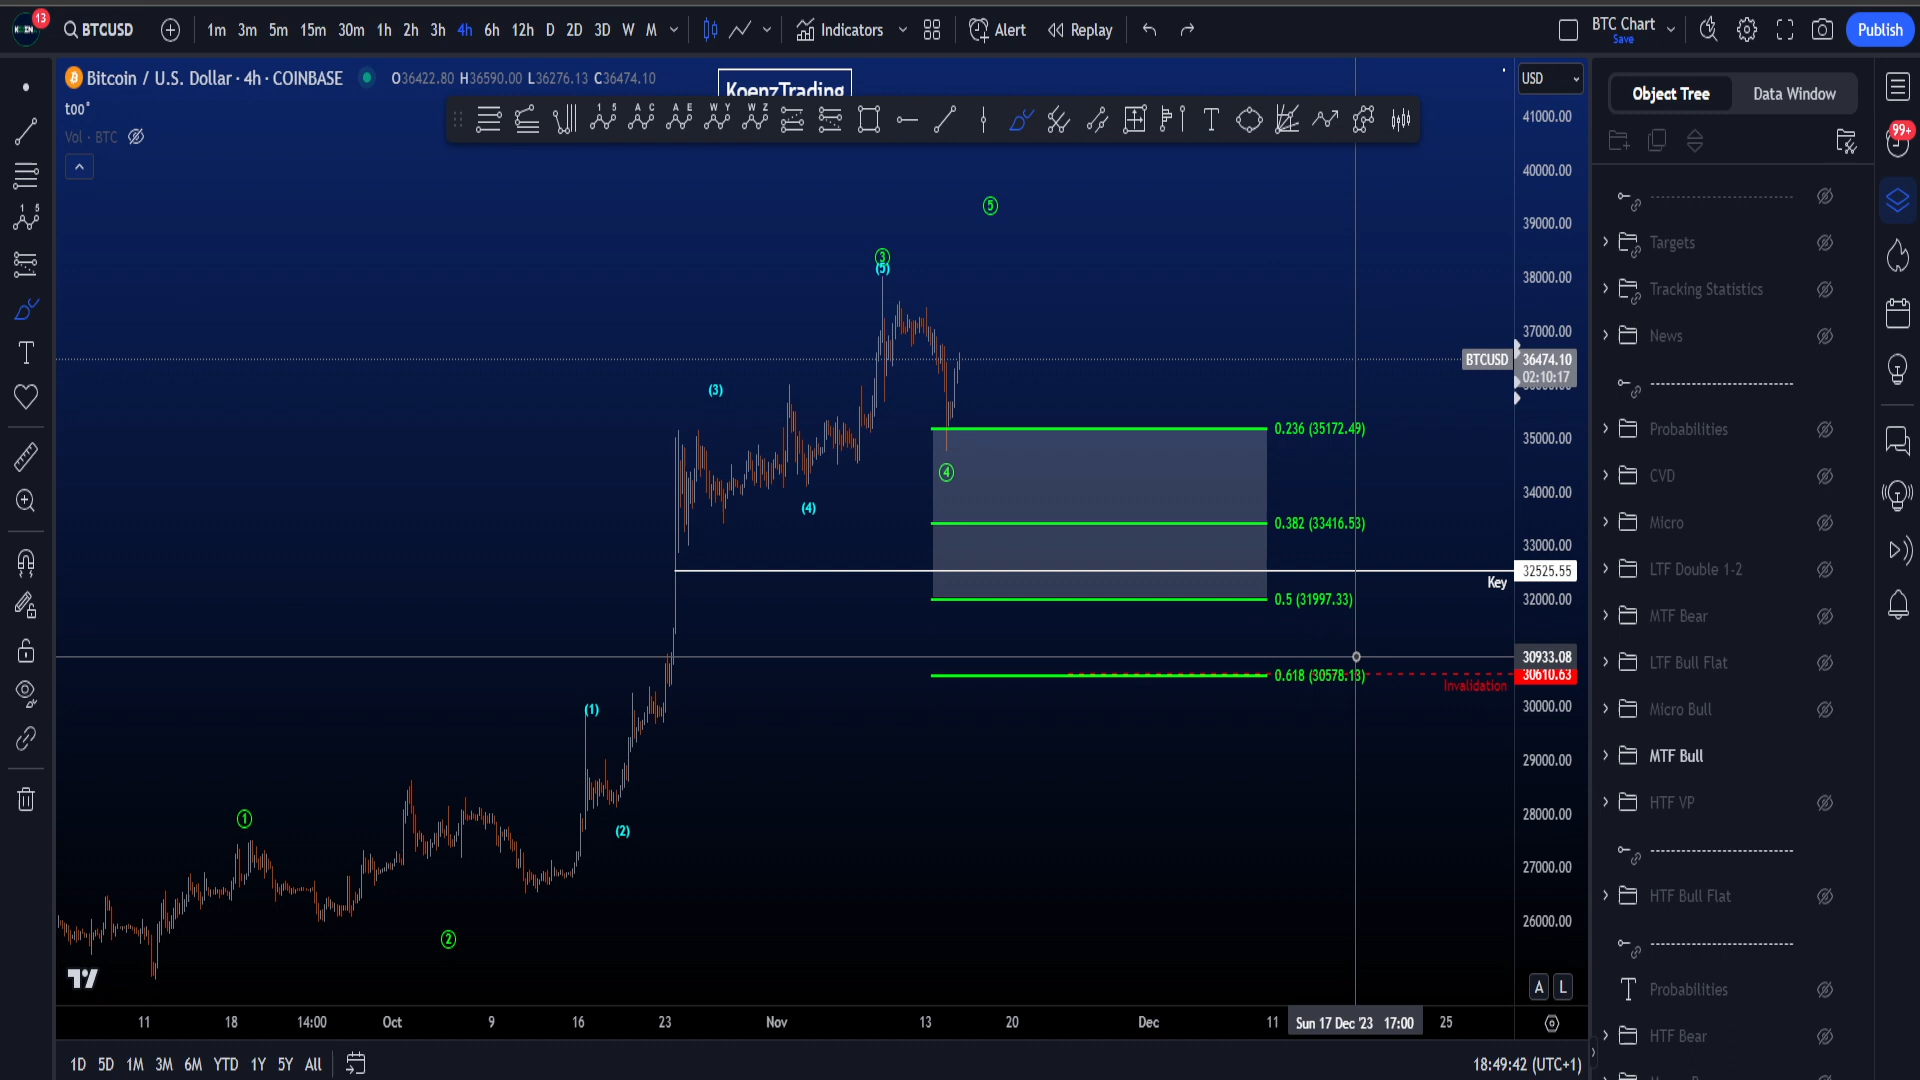 13
BTCUSD
1m 3m 5m 15m 30m 1h 2h 3h 4h 6h 12h D 2D 3D W M
Indicators
Alert
Replay
BTC Chart
Save
Publish
Bitcoin / U.S. Dollar · 4h · COINBASE
O36422.80 H36590.00 L36276.13 C36474.10
too*
Vol · BTC
KoenzTrading
USD
41000.00
40000.00
39000.00
38000.00
37000.00
35000.00
34000.00
33000.00
32000.00
30000.00
29000.00
28000.00
27000.00
26000.00
BTCUSD 36474.10
02:10:17
32525.55
Key
30933.08
30610.63
Invalidation
0.236 (35172.49)
0.382 (33416.53)
0.5 (31997.33)
0.618 (30578.13)
5
3
(5)
(3)
4
(4)
(1)
(2)
1
2
A L
11 18 14:00 Oct 9 16 23 Nov 13 20 Dec 11 Sun 17 Dec '23 17:00 25
1D 5D 1M 3M 6M YTD 1Y 5Y All
18:49:42 (UTC+1)
Object Tree
Data Window
99+
Targets
Tracking Statistics
News
Probabilities
CVD
Micro
LTF Double 1-2
MTF Bear
LTF Bull Flat
Micro Bull
MTF Bull
HTF VP
HTF Bull Flat
Probabilities
HTF Bear